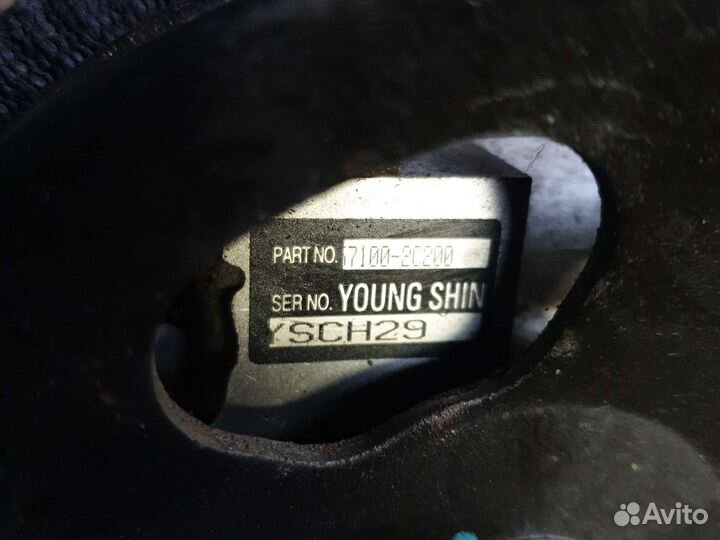 PART NO. 7100-2C200
SER NO. YOUNG SHIN
YSCH29
Avito